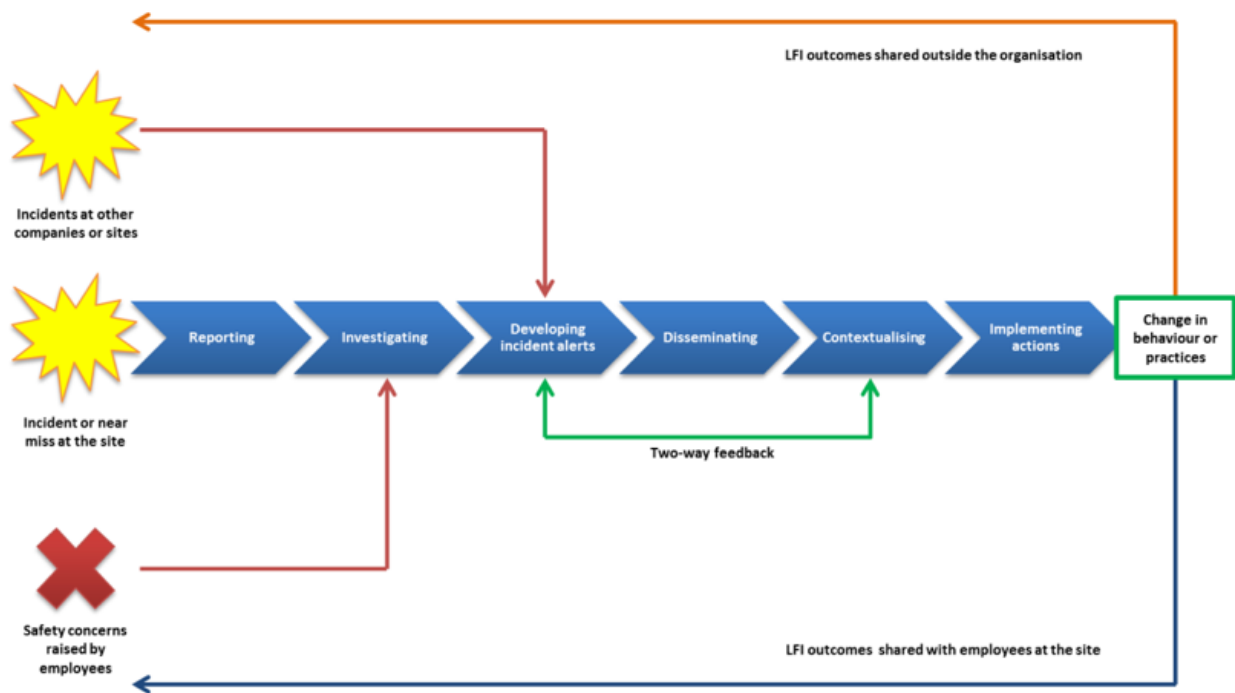 LFI outcomes shared outside the organisation
Incidents at other
companies or sites
Reporting
Investigating
Developing
incident alerts
Disseminating
Contextualising
Implementing
actions
Change in
behaviour or
practices
Incident or near
miss at the site
Two-way feedback
Safety concerns
raised by
employees
LFI outcomes shared with employees at the site